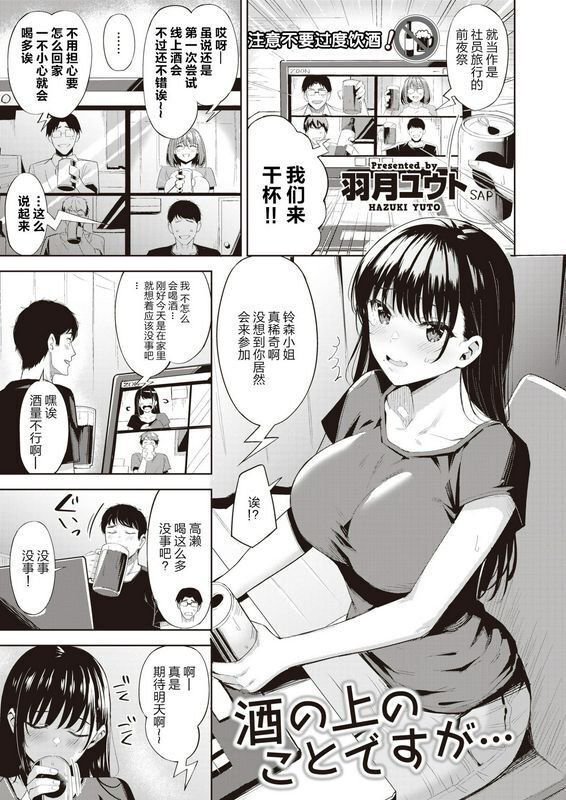 就当作是
社员旅行的
前夜祭
注意不要过度饮酒！
ZOON
Presented by
羽月ユウト
HAZUKI YUTO
SAP
我们来
干杯!!
哎呀——
虽说还是
第一次尝试
线上酒会
不过还不错诶~
……
不用担心要
怎么回家
一不小心就会
喝多诶
…这么
说起来
铃森小姐
真稀奇啊
没想到你居然
会来参加
诶!?
我 不怎么
会喝酒…
刚好今天是在家里
就想着应该没事吧
…
嘿诶
酒量不行啊——
高濑
喝这么多
没事吧？
没事
没事！
啊——
真是
期待明天啊~
酒の上の
ことですが…